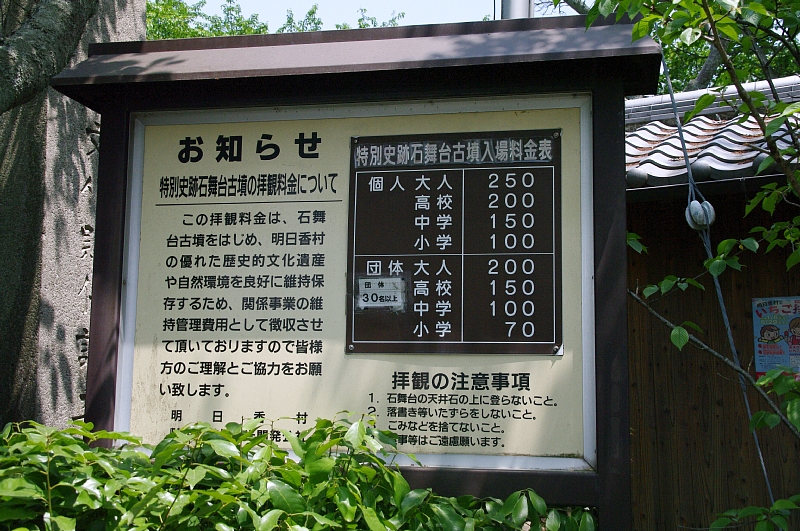 お知らせ
特別史跡石舞台古墳の拝観料金について
この拝観料金は、石舞
台古墳をはじめ、明日香村
の優れた歴史的文化遺産
や自然環境を良好に維持保
存するため、関係事業の維
持管理費用として徴収させ
て頂いておりますので皆様
方のご理解とご協力をお願
い致します。
明日香村
開発公
特別史跡石舞台古墳入場料金表
個人 大人 250
高校 200
中学 150
小学 100
団体 大人 200
団体 30名以上
高校 150
中学 100
小学 70
拝観の注意事項
1. 石舞台の天井石の上に登らないこと。
2. 落書き等いたずらをしないこと。
ごみなどを捨てないこと。
事等はご遠慮願います。